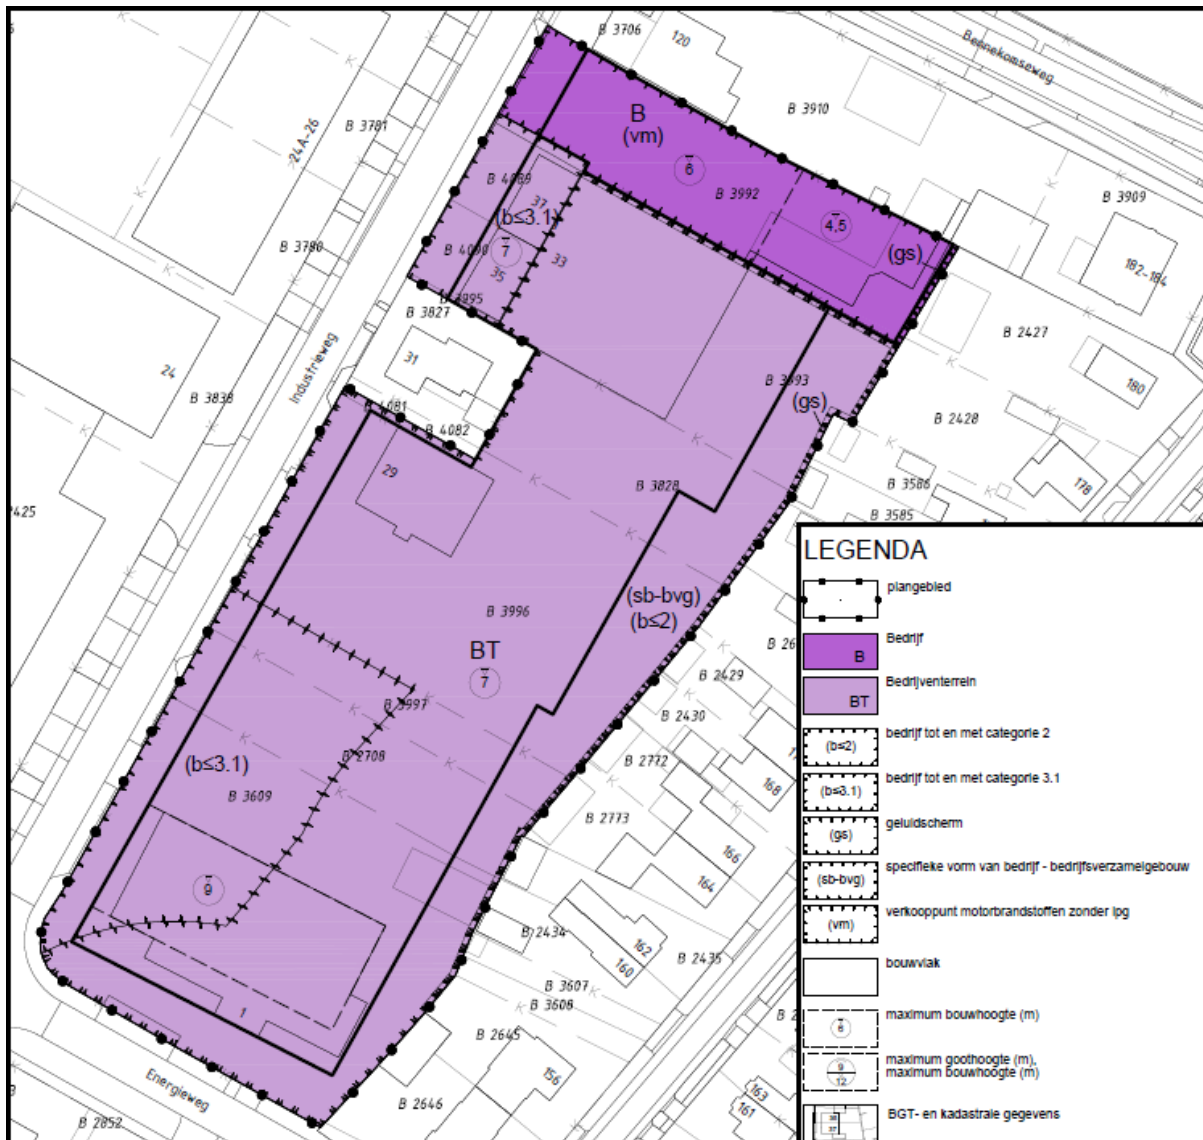 B 3706
120
Bennekomseweg
B 3910
24A-26
B 3781
B
(vm)
6
B 3992
B 3909
B 4089
37
(b≤3.1)
4,5
(gs)
B 3780
B 4090
7
33
35
182-184
B 3995
B 3827
B 2427
31
Industrieweg
24
B 3838
B 3993
180
(gs)
B 4081
B 4082
B 2428
29
B 3828
B 3586
178
B 3585
(sb-bvg)
(b≤2)
B 3996
BT
7
B 2429
B 3997
B 2430
(b≤3.1)
B 2708
B 2772
168
B 3609
B 2773
166
164
9
B 2434
162
160
B 2435
B 3607
B 3608
1
B 2645
Energieweg
156
B 2646
163
161
B 2852
LEGENDA
plangebied
B
Bedrijf
BT
Bedrijventerrein
(b≤2)
bedrijf tot en met categorie 2
(b≤3.1)
bedrijf tot en met categorie 3.1
(gs)
geluidscherm
(sb-bvg)
specifieke vorm van bedrijf - bedrijfsverzamelgebouw
(vm)
verkooppunt motorbrandstoffen zonder lpg
bouwvlak
6
maximum bouwhoogte (m)
9
12
maximum goothoogte (m),
maximum bouwhoogte (m)
BGT- en kadastrale gegevens